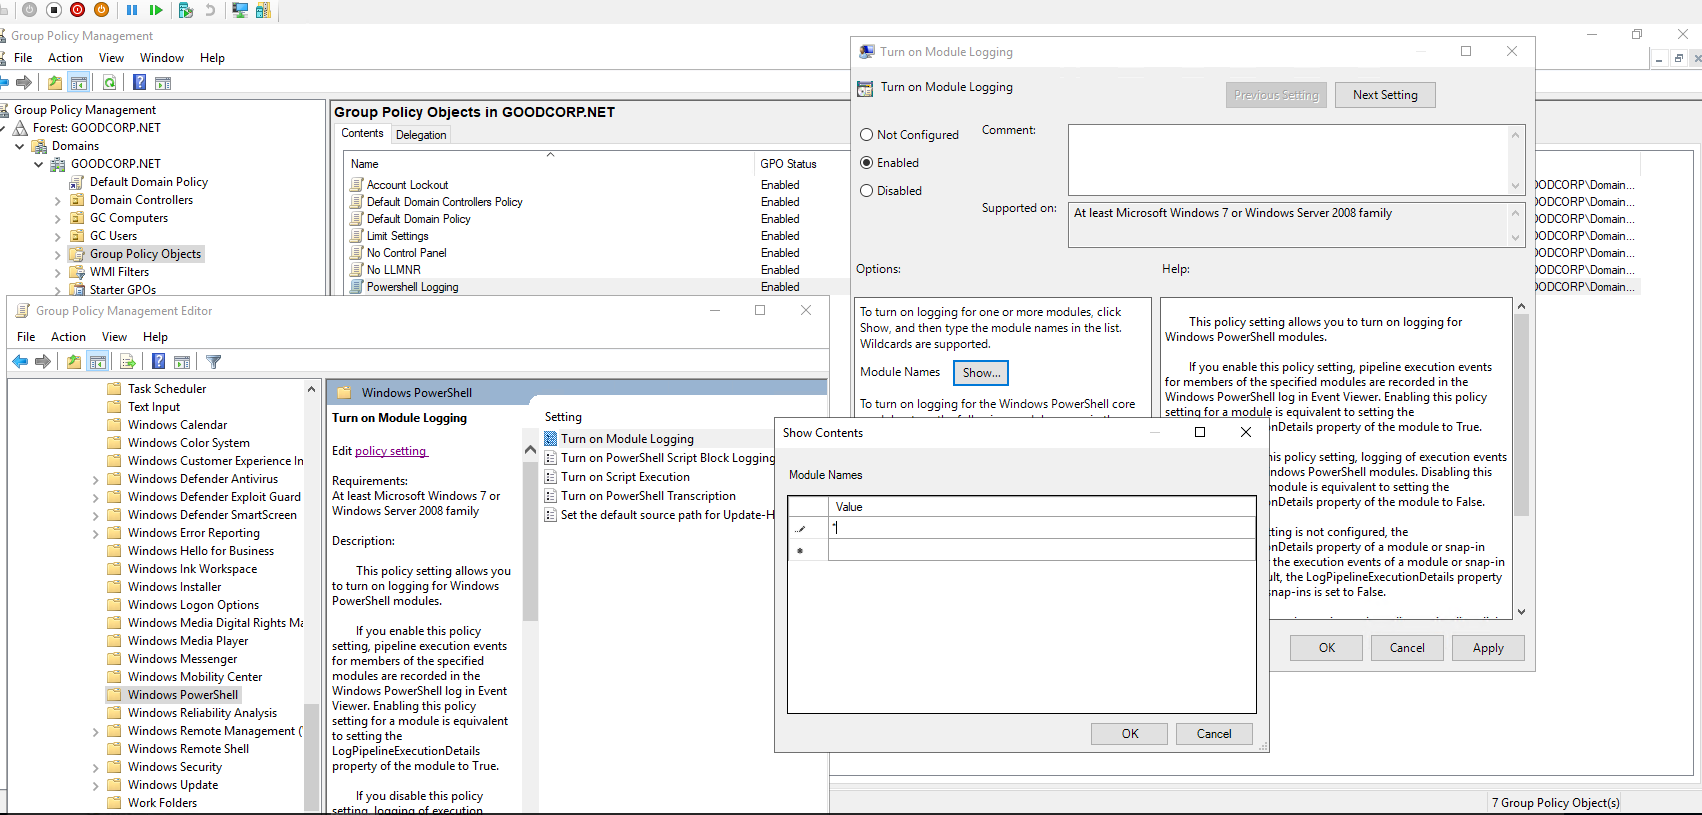 Group Policy Management
File Action View Window Help
Group Policy Management
Forest: GOODCORP.NET
Domains
GOODCORP.NET
Default Domain Policy
Domain Controllers
GC Computers
GC Users
Group Policy Objects
WMI Filters
Starter GPOs
Group Policy Objects in GOODCORP.NET
Contents Delegation
Name GPO Status
Account Lockout Enabled
Default Domain Controllers Policy Enabled
Default Domain Policy Enabled
Limit Settings Enabled
No Control Panel Enabled
No LLMNR Enabled
Powershell Logging Enabled
OODCORP\Domain...
OODCORP\Domain...
OODCORP\Domain...
OODCORP\Domain...
OODCORP\Domain...
OODCORP\Domain...
OODCORP\Domain...
7 Group Policy Object(s)
Group Policy Management Editor
File Action View Help
Task Scheduler
Text Input
Windows Calendar
Windows Color System
Windows Customer Experience In
Windows Defender Antivirus
Windows Defender Exploit Guard
Windows Defender SmartScreen
Windows Error Reporting
Windows Hello for Business
Windows Ink Workspace
Windows Installer
Windows Logon Options
Windows Media Digital Rights Ma
Windows Media Player
Windows Messenger
Windows Mobility Center
Windows PowerShell
Windows Reliability Analysis
Windows Remote Management ('
Windows Remote Shell
Windows Security
Windows Update
Work Folders
Windows PowerShell
Turn on Module Logging
Edit policy setting
Requirements:
At least Microsoft Windows 7 or
Windows Server 2008 family
Description:
This policy setting allows you
to turn on logging for Windows
PowerShell modules.
If you enable this policy
setting, pipeline execution events
for members of the specified
modules are recorded in the
Windows PowerShell log in Event
Viewer. Enabling this policy
setting for a module is equivalent
to setting the
LogPipelineExecutionDetails
property of the module to True.
If you disable this policy
setting, logging of execution
Setting
Turn on Module Logging
Turn on PowerShell Script Block Logging
Turn on Script Execution
Turn on PowerShell Transcription
Set the default source path for Update-H
Turn on Module Logging
Turn on Module Logging
Previous Setting Next Setting
Not Configured
Enabled
Disabled
Comment:
Supported on:
At least Microsoft Windows 7 or Windows Server 2008 family
Options:
Help:
To turn on logging for one or more modules, click
Show, and then type the module names in the list.
Wildcards are supported.
Module Names Show...
To turn on logging for the Windows PowerShell core
This policy setting allows you to turn on logging for
Windows PowerShell modules.
If you enable this policy setting, pipeline execution events
for members of the specified modules are recorded in the
Windows PowerShell log in Event Viewer. Enabling this policy
setting for a module is equivalent to setting the
onDetails property of the module to True.
his policy setting, logging of execution events
ndows PowerShell modules. Disabling this
module is equivalent to setting the
onDetails property of the module to False.
tting is not configured, the
onDetails property of a module or snap-in
r the execution events of a module or snap-in
ult, the LogPipelineExecutionDetails property
snap-ins is set to False.
OK Cancel Apply
Show Contents
Module Names
Value
*
OK Cancel